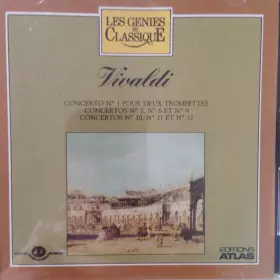 LES GENIES
DU
CLASSIQUE
Vivaldi
CONCERTO N° 1 POUR DEUX TROMPETTES
CONCERTOS N° 5, N° 6 ET N° 9
CONCERTOS N° 10, N° 11 ET N° 12
EDITIONS
ATLAS